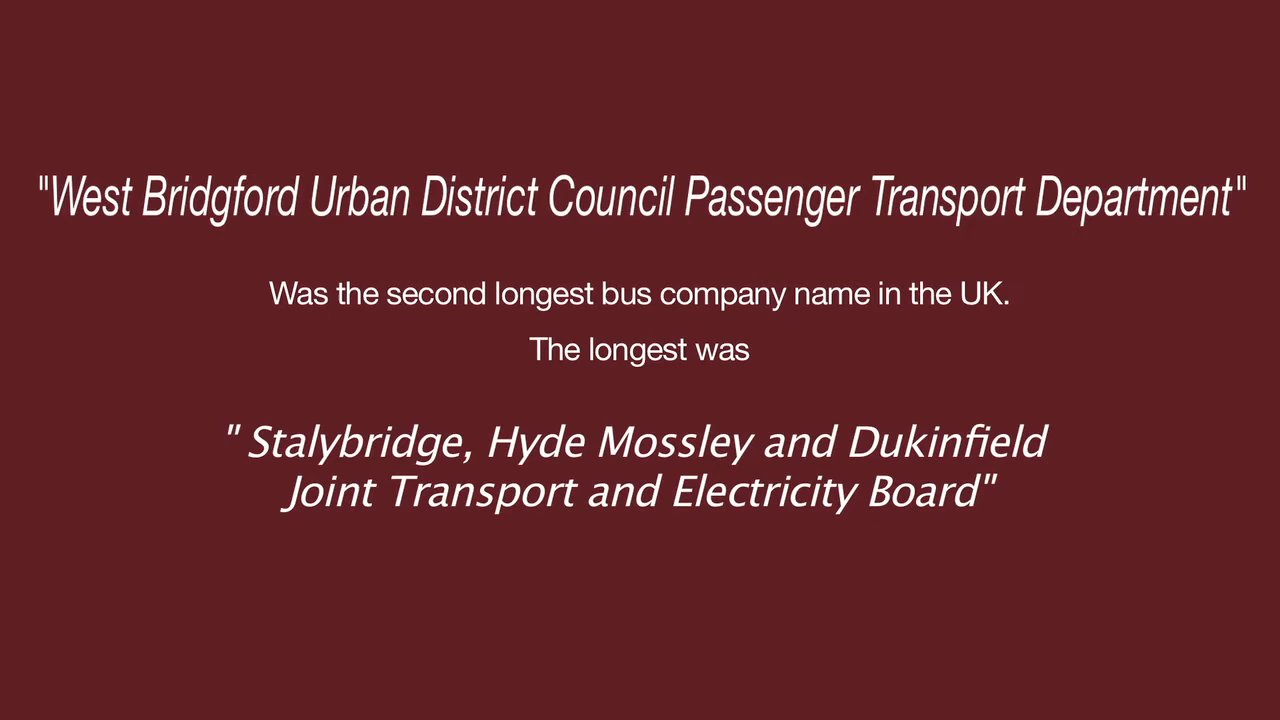 "West Bridgford Urban District Council Passenger Transport Department"
Was the second longest bus company name in the UK.
The longest was
" Stalybridge, Hyde Mossley and Dukinfield
Joint Transport and Electricity Board"